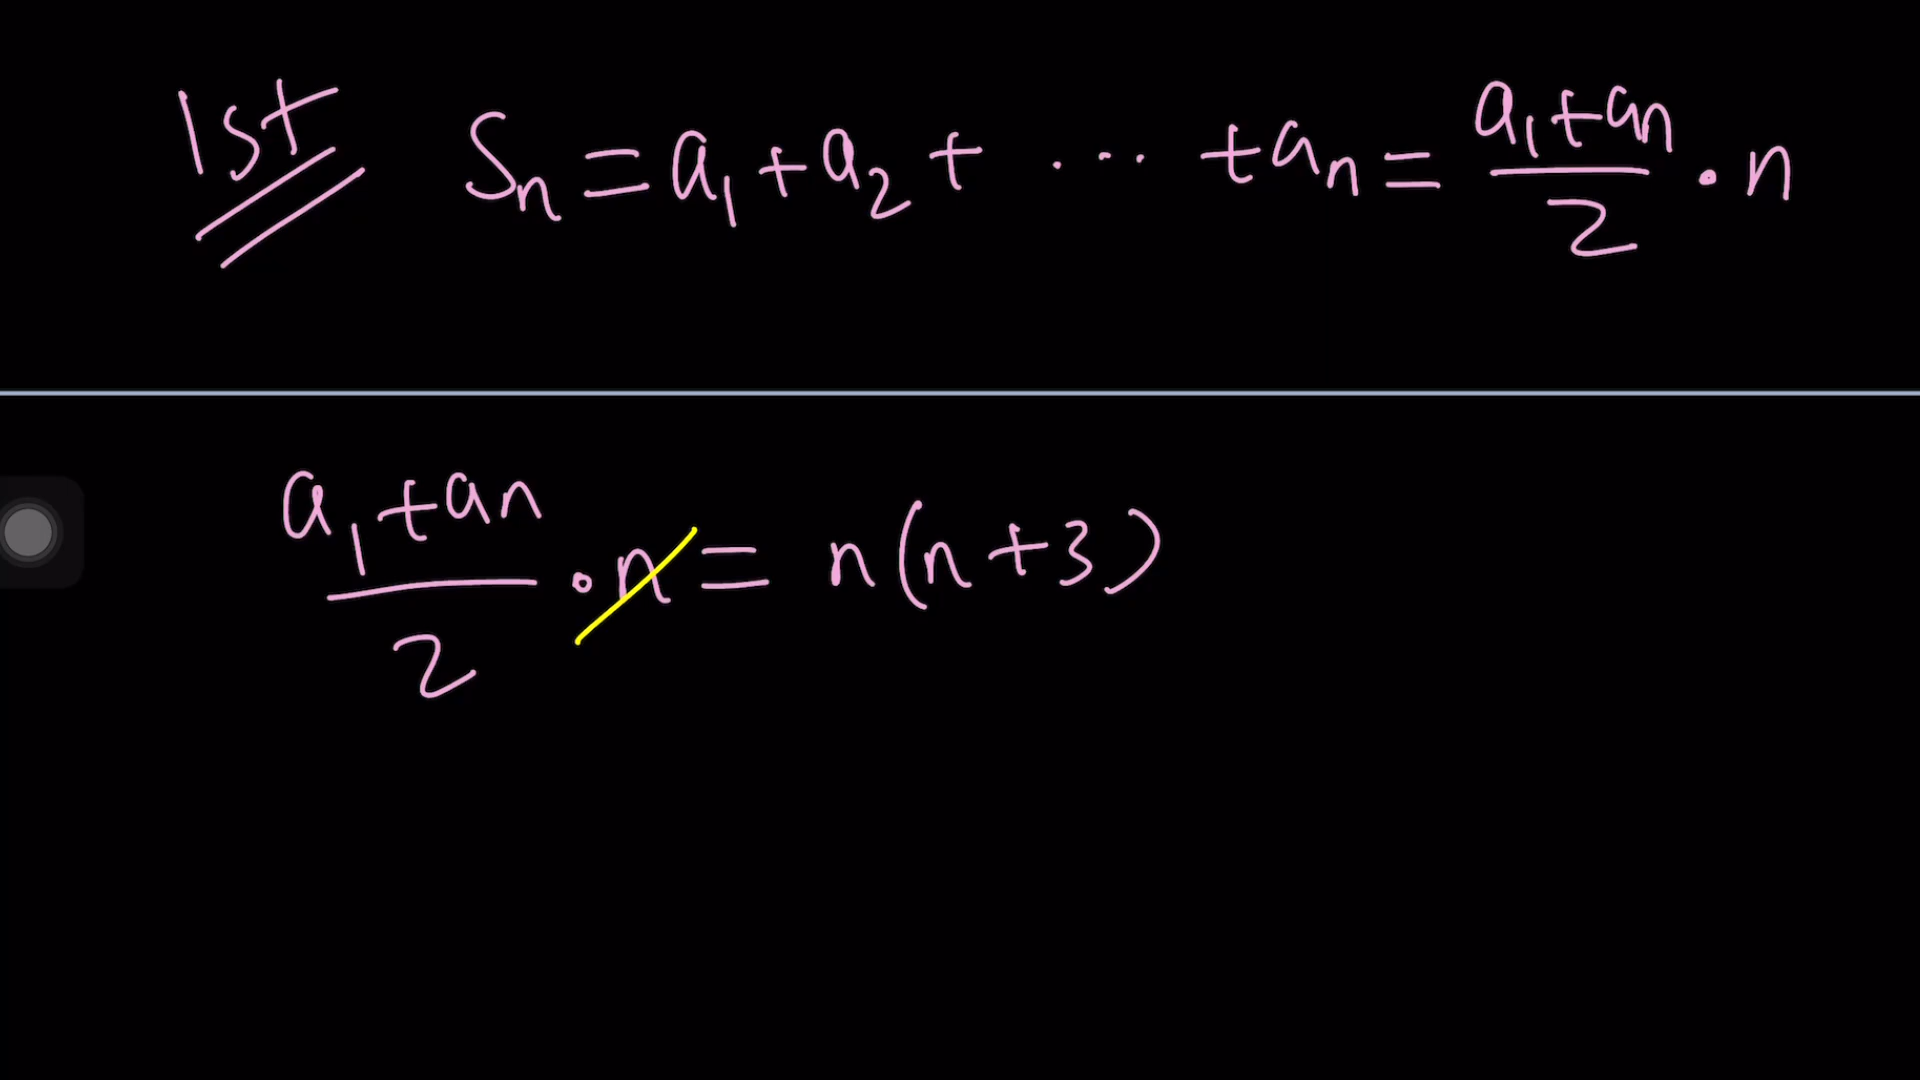 1st Sₙ = a₁ + a₂ + ... + aₙ = (a₁ + aₙ)/2 · n
(a₁ + aₙ)/2 · n = n(n+3)